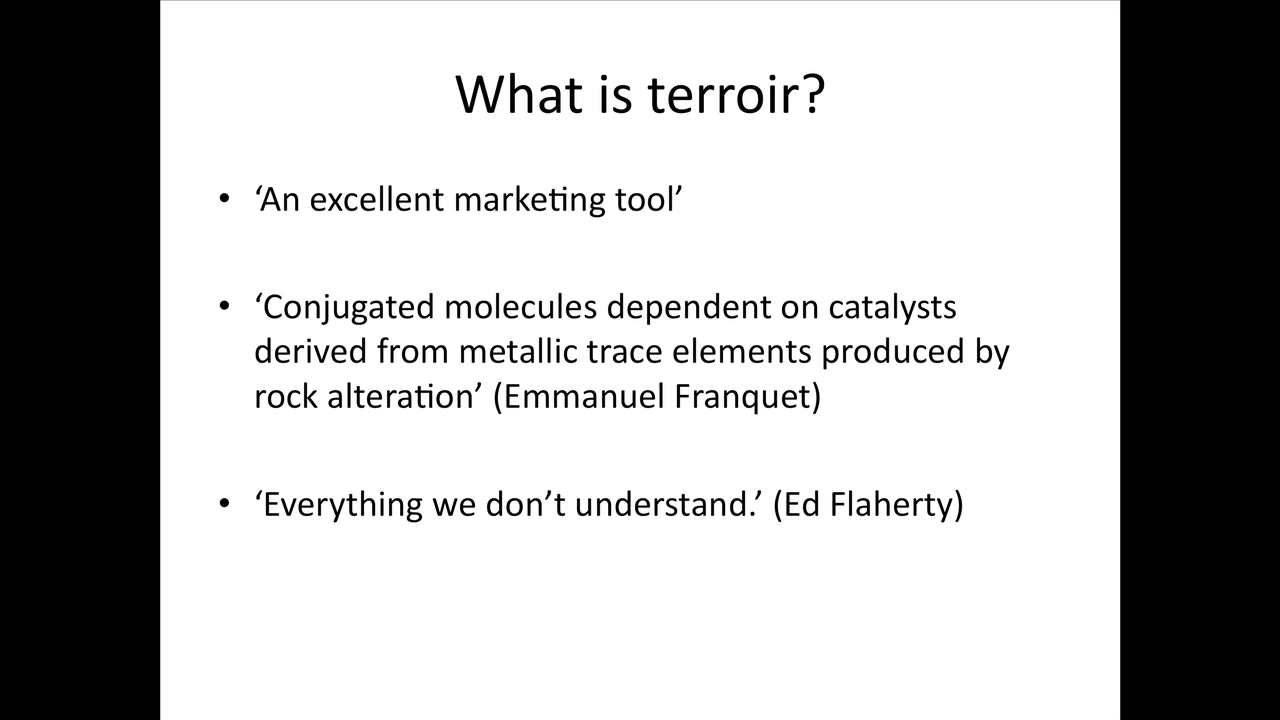 What is terroir?
• ‘An excellent marketing tool’
• ‘Conjugated molecules dependent on catalysts
derived from metallic trace elements produced by
rock alteration’ (Emmanuel Franquet)
• ‘Everything we don’t understand.’ (Ed Flaherty)